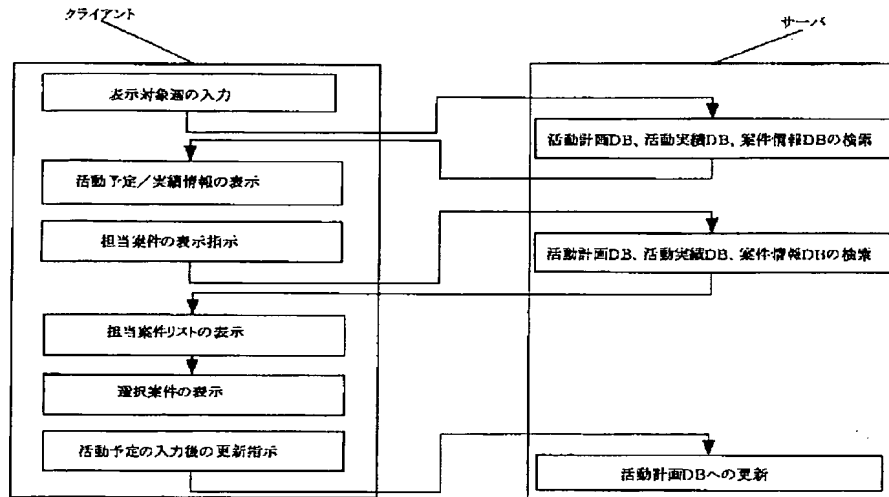 クライアント
サーバ
表示対象週の入力
活動計画DB、活動実績DB、案件情報DBの検索
活動予定／実績情報の表示
担当案件の表示指示
活動計画DB、活動実績DB、案件情報DBの検索
担当案件リストの表示
選択案件の表示
活動予定の入力後の更新指示
活動計画DBへの更新